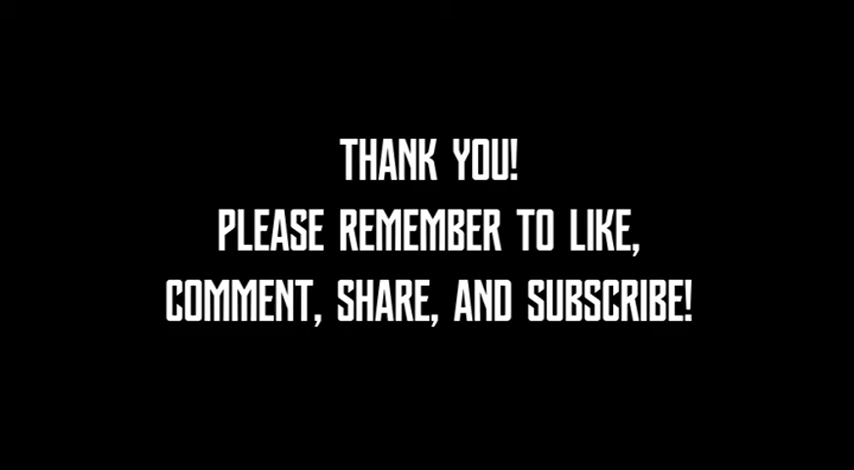 THANK YOU!
PLEASE REMEMBER TO LIKE,
COMMENT, SHARE, AND SUBSCRIBE!